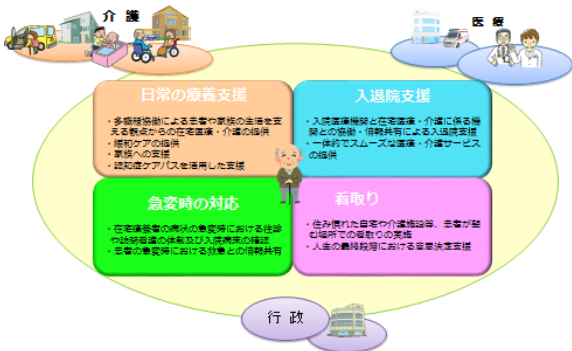 介 護
医 療
日常の療養支援
・多職種協働による患者や家族の生活を支
える観点からの在宅医療・介護の提供
・緩和ケアの提供
・家族への支援
・認知症ケアパスを活用した支援
入退院支援
・入院医療機関と在宅医療・介護に係る機
関との協働・情報共有による入退院支援
・一体的でスムーズな医療・介護サービス
の提供
急変時の対応
・在宅療養者の病状の急変時における往診
や訪問看護の体制及び入院病床の確認
・患者の急変時における救急との情報共有
看取り
・住み慣れた自宅や介護施設等、患者が望
む場所での看取りの実施
・人生の最終段階における意思決定支援
行 政